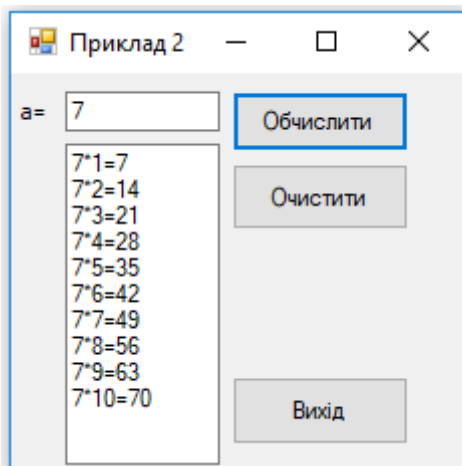 Приклад 2
a= 7
Обчислити
7*1=7
7*2=14
7*3=21
7*4=28
7*5=35
7*6=42
7*7=49
7*8=56
7*9=63
7*10=70
Очистити
Вихід